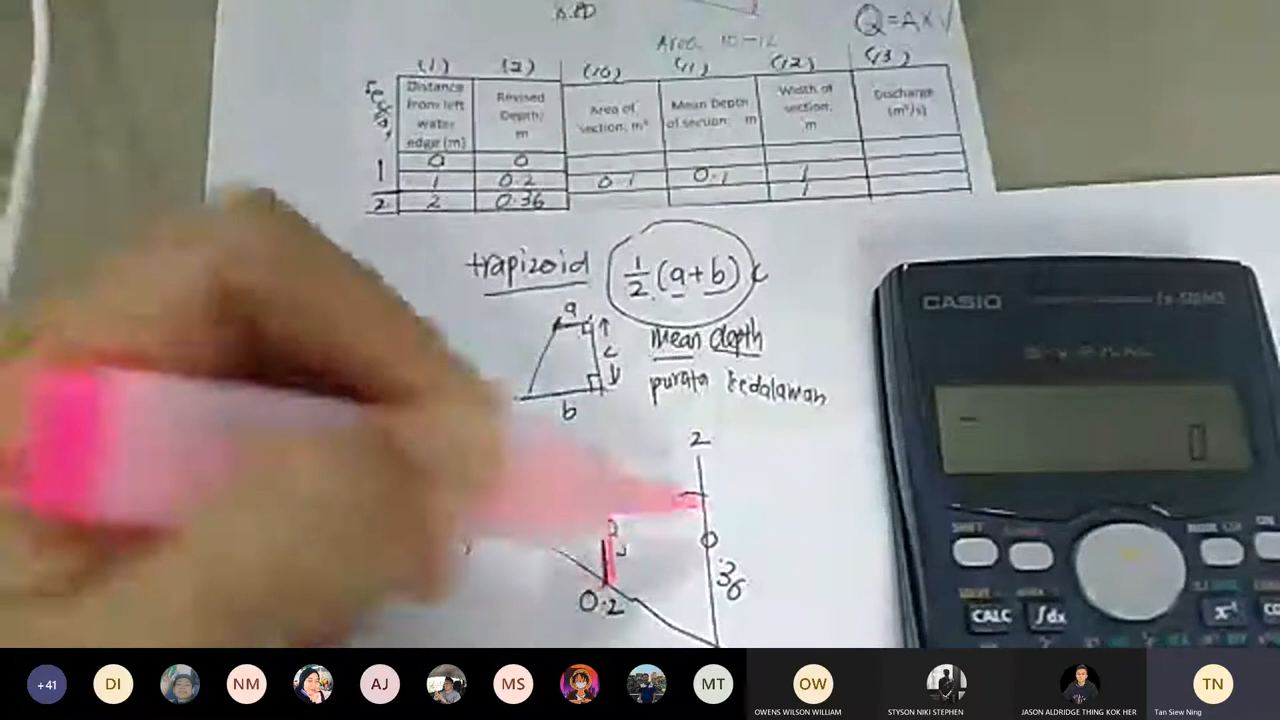 Q=AxV
Area 10-12
(1) (2) (10) (11) (12) (13)
Distance from left water edge (m)
Revised Depth, m
Area of section, m²
Mean Depth of section, m
Width of section, m
Discharge (m³/s)
0 0
1
1 0.2 0.1 0.1 1
2 2 0.36 1
trapizoid 1/2 (a+b) c
a
c
b
Mean depth
purata kedalaman
2
0.36
0.2
CASIO
SHIFT
CALC ∫dx x⁻¹
+41 DI NM AJ MS MT OW TN
OWENS WILSON WILLIAM
STYSON NIKI STEPHEN
JASON ALDRIDGE THING KOK HER
Tan Siew Ning